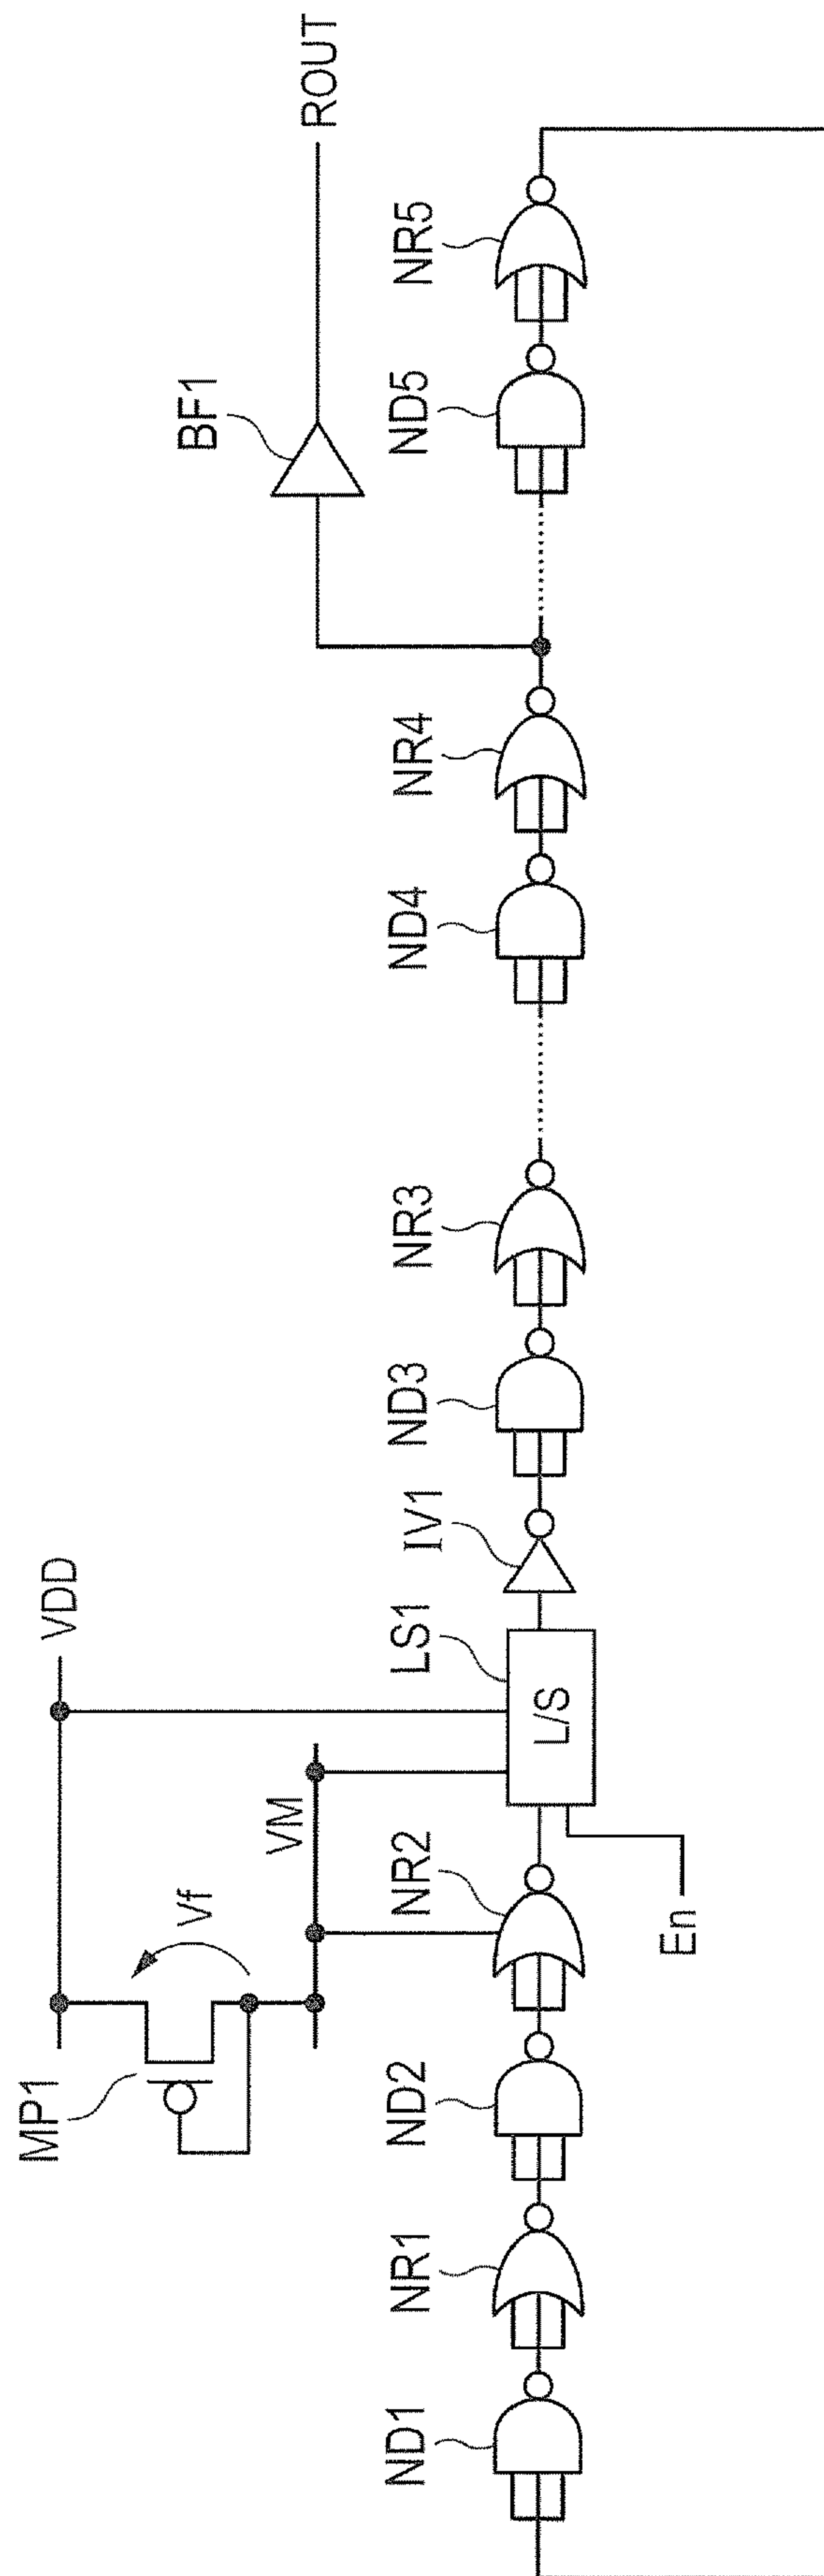 MP1
Vf
VDD
VM
BF1
ROUT
ND1
NR1
ND2
NR2
LS1
IV1
ND3
NR3
ND4
NR4
ND5
NR5
L/S
En